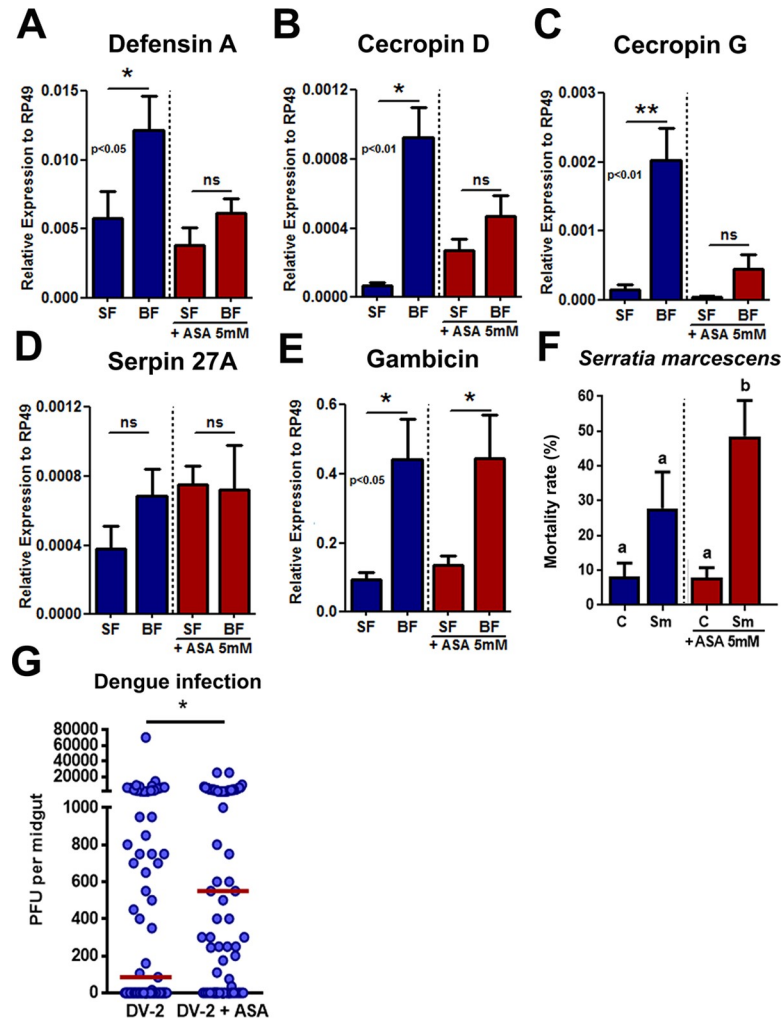 A
Defensin A
Relative Expression to RP49
0.015
0.010
0.005
0.000
*
p<0.05
ns
SF
BF
SF
BF
+ ASA 5mM
B
Cecropin D
Relative Expression to RP49
0.0012
0.0008
0.0004
0.0000
*
p<0.01
ns
SF
BF
SF
BF
+ ASA 5mM
C
Cecropin G
Relative Expression to RP49
0.003
0.002
0.001
0.000
**
p<0.01
ns
SF
BF
SF
BF
+ ASA 5mM
D
Serpin 27A
Relative Expression to RP49
0.0012
0.0008
0.0004
0.0000
ns
ns
SF
BF
SF
BF
+ ASA 5mM
E
Gambicin
Relative Expression to RP49
0.6
0.4
0.2
0.0
*
p<0.05
*
SF
BF
SF
BF
+ ASA 5mM
F
Serratia marcescens
Mortality rate (%)
60
50
40
30
20
10
0
a
a
a
b
C
Sm
C
Sm
+ASA 5mM
G
Dengue infection
*
PFU per midgut
80000
60000
40000
20000
1000
800
600
400
200
0
DV-2
DV-2 + ASA